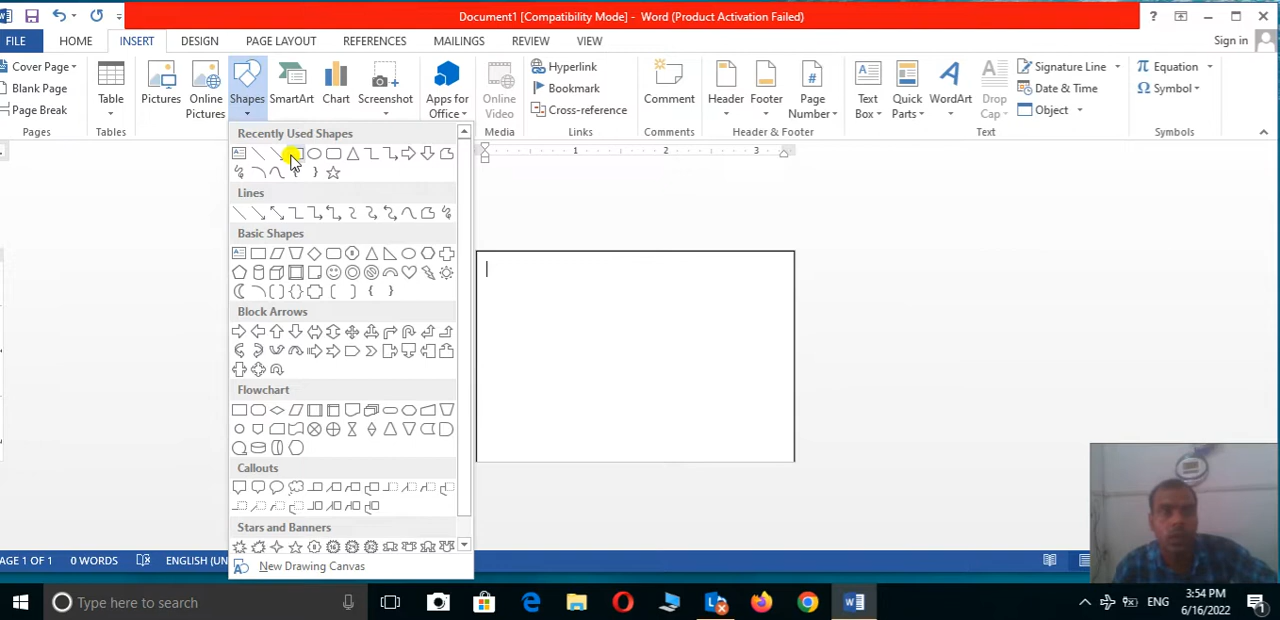 Document1 [Compatibility Mode] - Word (Product Activation Failed)
FILE HOME INSERT DESIGN PAGE LAYOUT REFERENCES MAILINGS REVIEW VIEW Sign in
Cover Page
Blank Page
Page Break
Table
Pictures
Online Pictures
Shapes
SmartArt
Chart
Screenshot
Apps for Office
Online Video
Hyperlink
Bookmark
Cross-reference
Comment
Header
Footer
Page Number
Text Box
Quick Parts
WordArt
Drop Cap
Signature Line
Date & Time
Object
Equation
Symbol
Pages Tables Media Links Comments Header & Footer Text Symbols
Recently Used Shapes
Lines
Basic Shapes
Block Arrows
Flowchart
Callouts
Stars and Banners
New Drawing Canvas
1 2 3
PAGE 1 OF 1 0 WORDS ENGLISH (UN
Type here to search
ENG
3:54 PM
6/16/2022